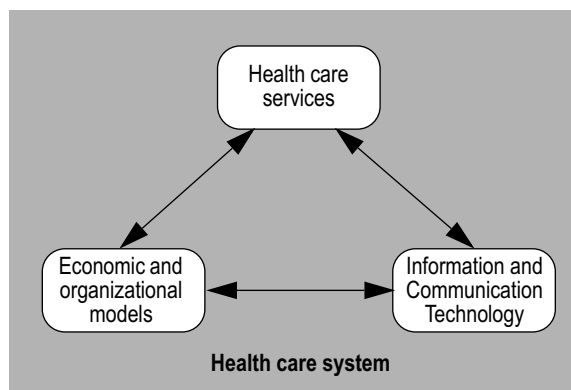 Health care
services
Economic and
organizational
models
Information and
Communication
Technology
Health care system